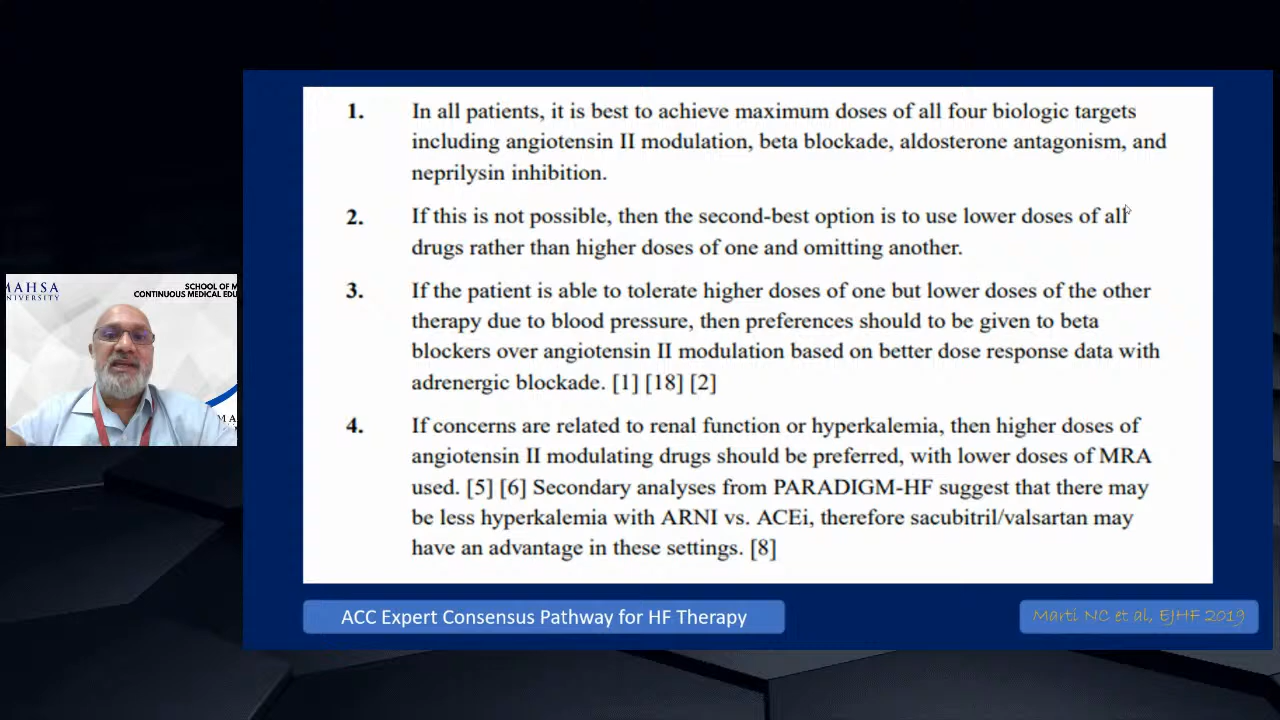 1. In all patients, it is best to achieve maximum doses of all four biologic targets
including angiotensin II modulation, beta blockade, aldosterone antagonism, and
neprilysin inhibition.
2. If this is not possible, then the second-best option is to use lower doses of all
drugs rather than higher doses of one and omitting another.
3. If the patient is able to tolerate higher doses of one but lower doses of the other
therapy due to blood pressure, then preferences should to be given to beta
blockers over angiotensin II modulation based on better dose response data with
adrenergic blockade. [1] [18] [2]
4. If concerns are related to renal function or hyperkalemia, then higher doses of
angiotensin II modulating drugs should be preferred, with lower doses of MRA
used. [5] [6] Secondary analyses from PARADIGM-HF suggest that there may
be less hyperkalemia with ARNI vs. ACEi, therefore sacubitril/valsartan may
have an advantage in these settings. [8]
ACC Expert Consensus Pathway for HF Therapy
Marti NC et al, EJHF 2019
MAHSA
UNIVERSITY
SCHOOL OF M
CONTINUOUS MEDICAL EDU
MA